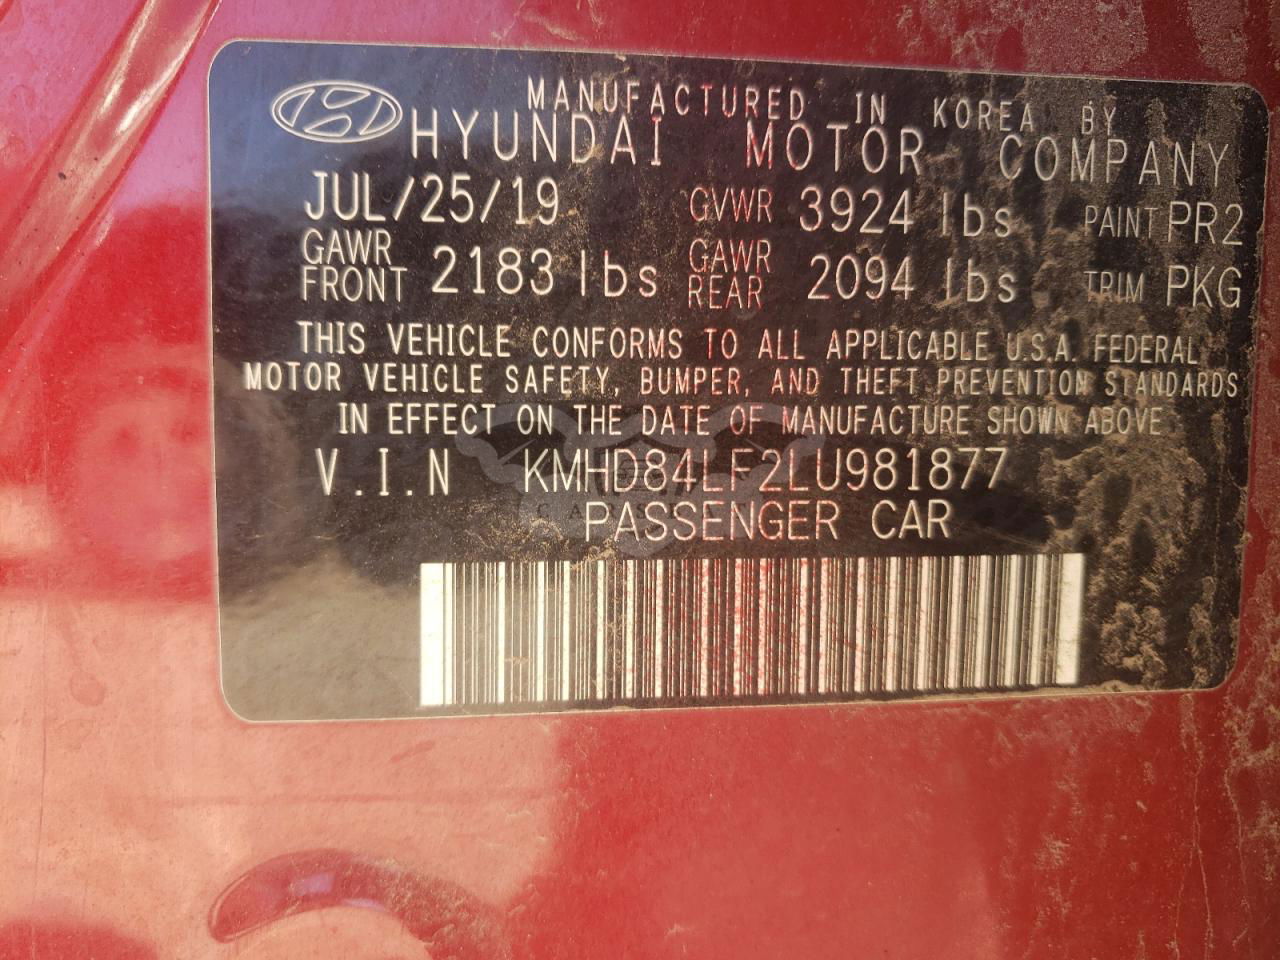 MANUFACTURED IN KOREA BY
HYUNDAI MOTOR COMPANY
JUL/25/19 GVWR 3924 lbs PAINT PR2
GAWR FRONT 2183 lbs GAWR REAR 2094 lbs TRIM PKG
THIS VEHICLE CONFORMS TO ALL APPLICABLE U.S.A. FEDERAL
MOTOR VEHICLE SAFETY, BUMPER, AND THEFT PREVENTION STANDARDS
IN EFFECT ON THE DATE OF MANUFACTURE SHOWN ABOVE
V.I.N KMHD84LF2LU981877
PASSENGER CAR